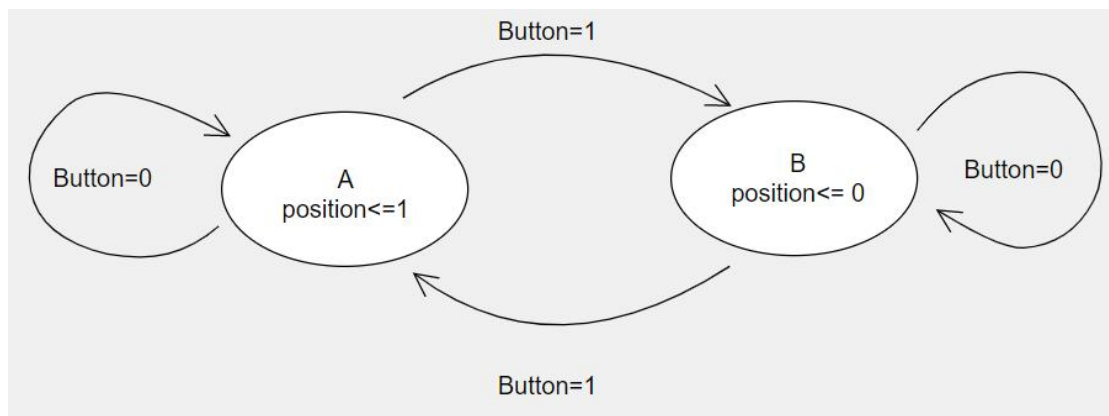 Button=1
Button=0
A
position<=1
B
position<= 0
Button=0
Button=1